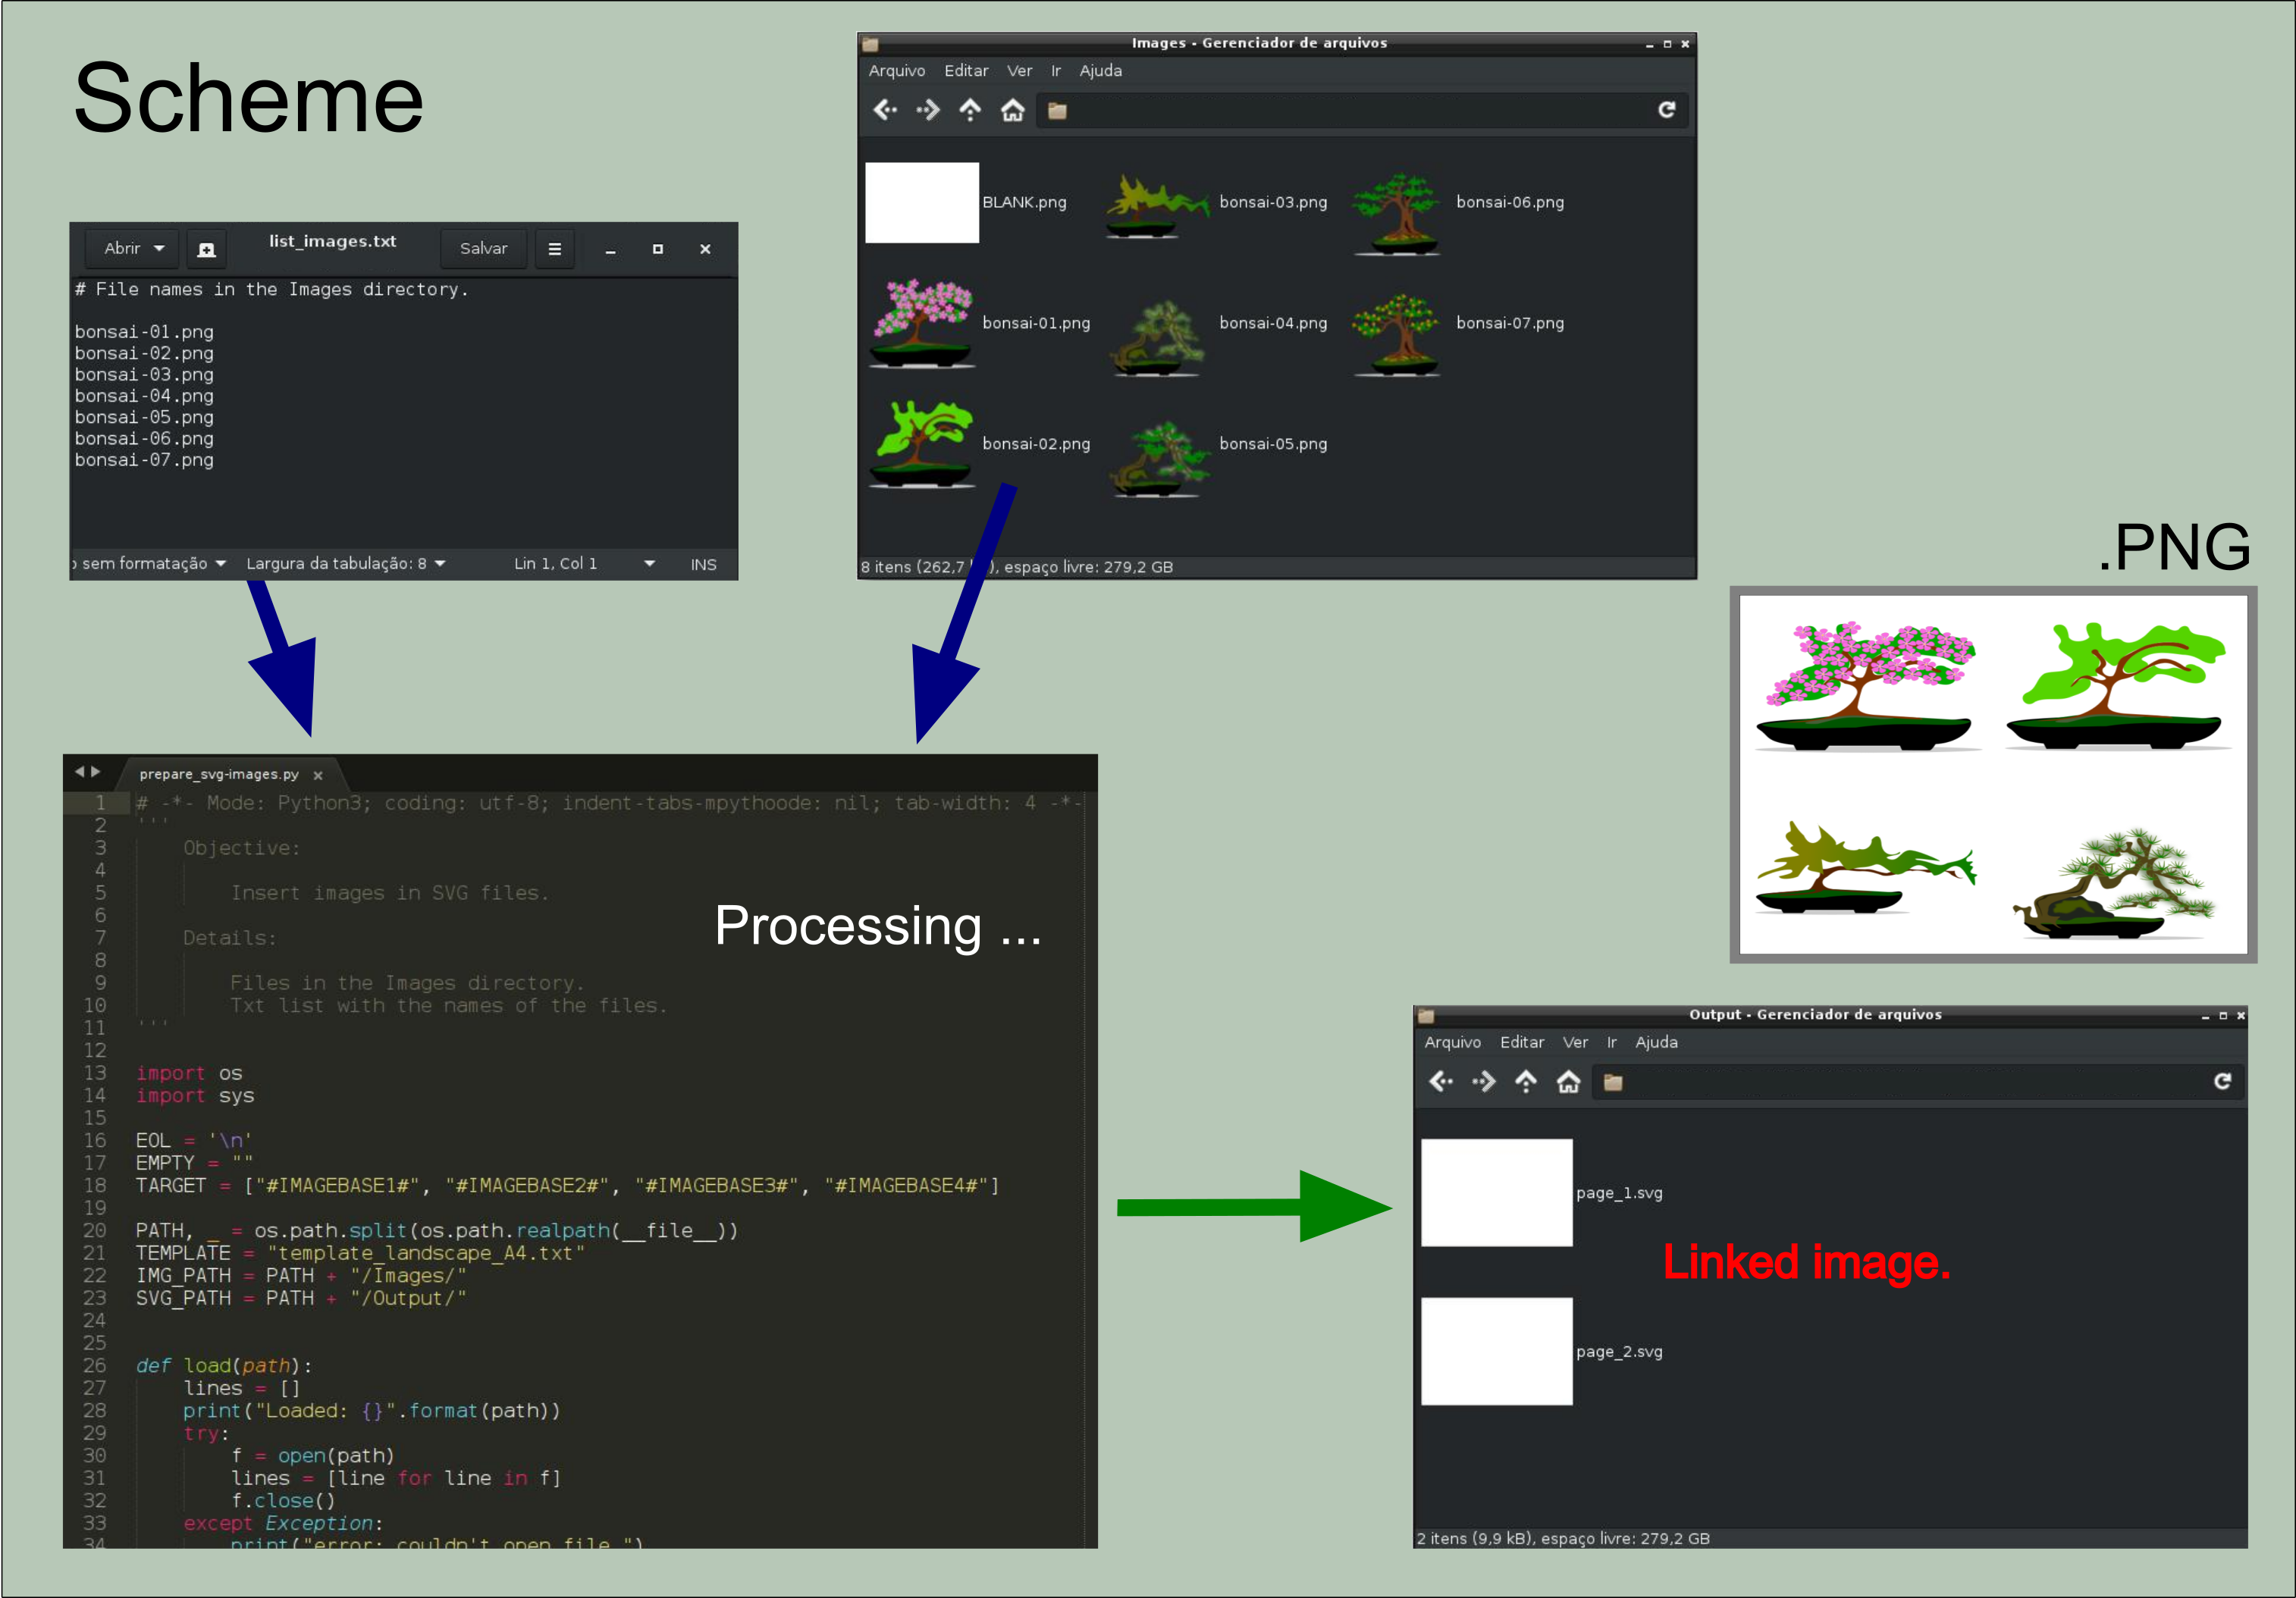 Scheme
Abrir
list_images.txt
Salvar
# File names in the Images directory.
bonsai-01.png
bonsai-02.png
bonsai-03.png
bonsai-04.png
bonsai-05.png
bonsai-06.png
bonsai-07.png
sem formatação
Largura da tabulação: 8
Lin 1, Col 1
INS
Images - Gerenciador de arquivos
Arquivo Editar Ver Ir Ajuda
BLANK.png
bonsai-03.png
bonsai-06.png
bonsai-01.png
bonsai-04.png
bonsai-07.png
bonsai-02.png
bonsai-05.png
8 itens (262,7 ), espaço livre: 279,2 GB
.PNG
prepare_svg-images.py x
1 # -*- Mode: Python3; coding: utf-8; indent-tabs-mpythoode: nil; tab-width: 4 -*-
2 '''
3 Objective:
4
5 Insert images in SVG files.
6
7 Details:
8
9 Files in the Images directory.
10 Txt list with the names of the files.
11 '''
12
13 import os
14 import sys
15
16 EOL = '\n'
17 EMPTY = ""
18 TARGET = ["#IMAGEBASE1#", "#IMAGEBASE2#", "#IMAGEBASE3#", "#IMAGEBASE4#"]
19
20 PATH, _ = os.path.split(os.path.realpath(__file__))
21 TEMPLATE = "template_landscape_A4.txt"
22 IMG_PATH = PATH + "/Images/"
23 SVG_PATH = PATH + "/Output/"
24
25
26 def load(path):
27 lines = []
28 print("Loaded: {}".format(path))
29 try:
30 f = open(path)
31 lines = [line for line in f]
32 f.close()
33 except Exception:
34 print("error: couldn't open file.")
Processing ...
Output - Gerenciador de arquivos
Arquivo Editar Ver Ir Ajuda
page_1.svg
Linked image.
page_2.svg
2 itens (9,9 kB), espaço livre: 279,2 GB